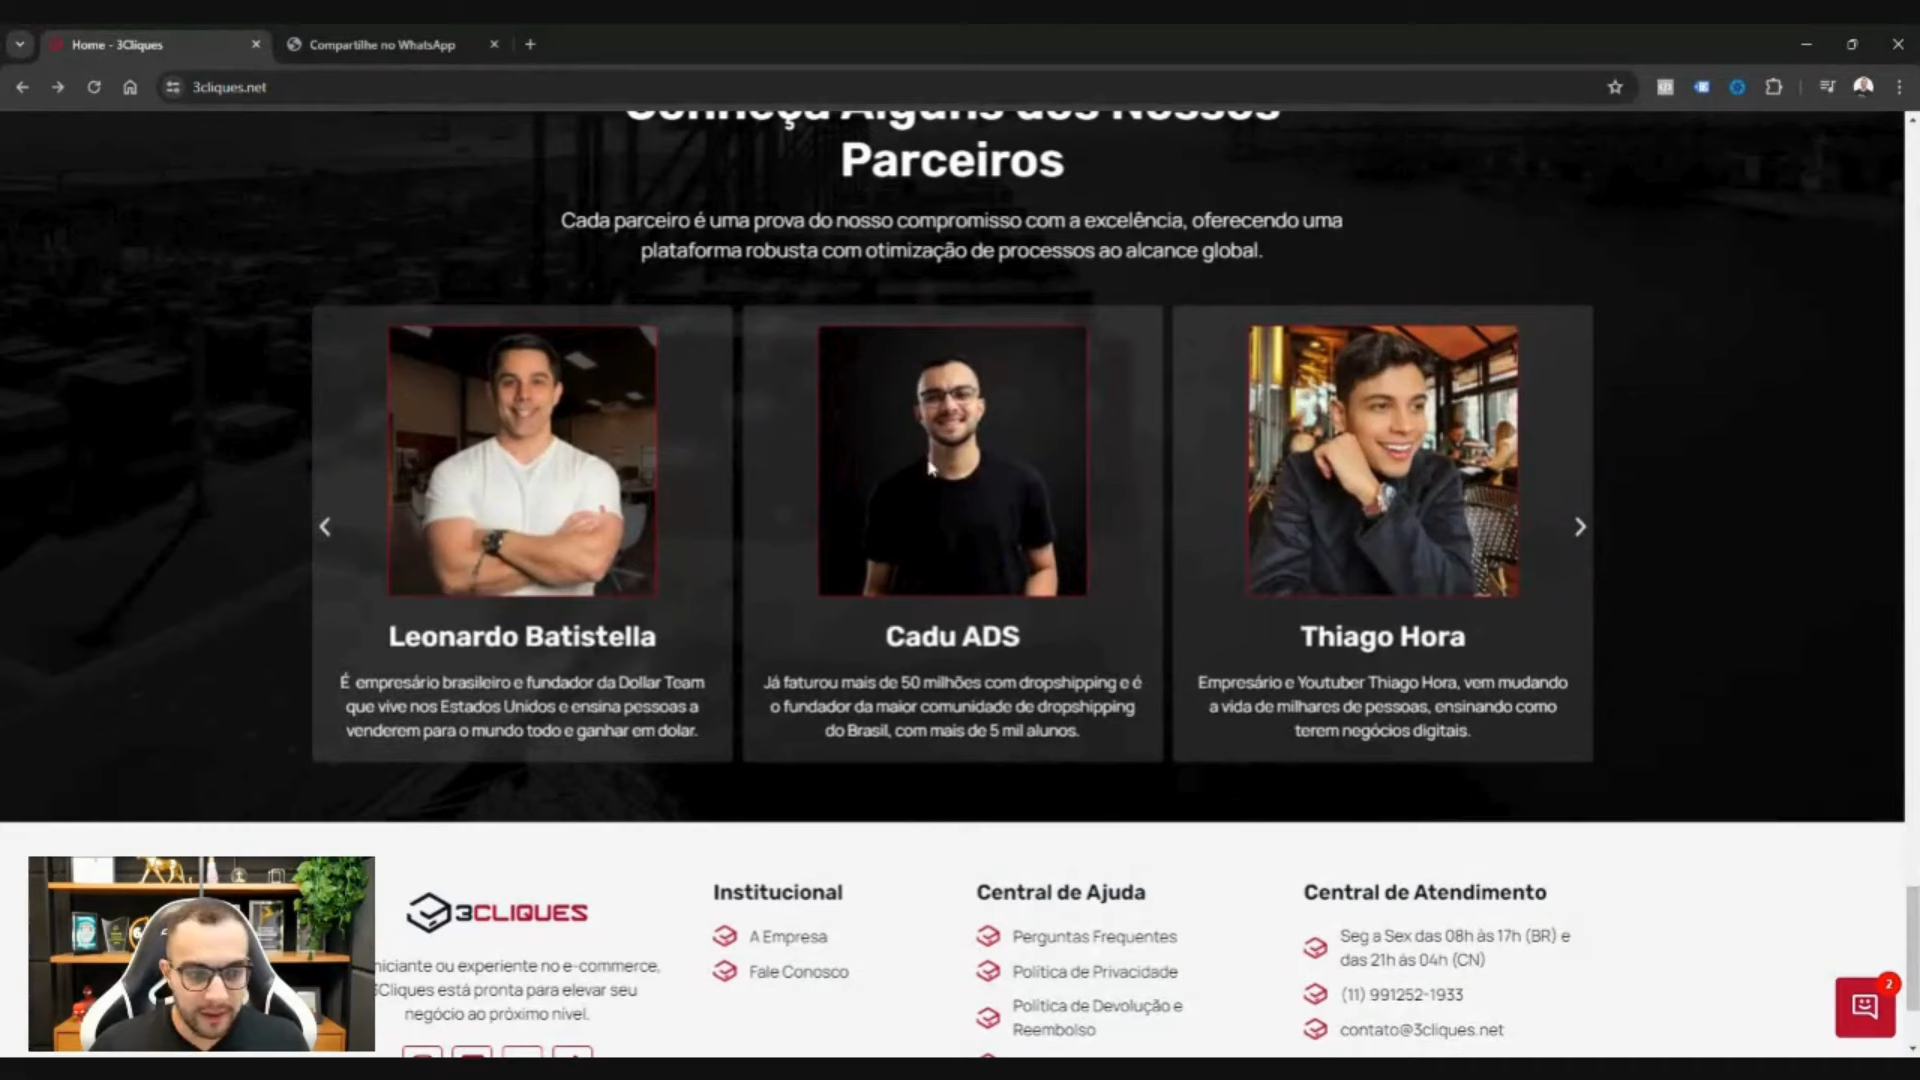 Home - 3Cliques
Compartilhe no WhatsApp
3cliques.net
Conheça Alguns dos Nossos
Parceiros
Cada parceiro é uma prova do nosso compromisso com a excelência, oferecendo uma
plataforma robusta com otimização de processos ao alcance global.
Leonardo Batistella
É empresário brasileiro e fundador da Dollar Team
que vive nos Estados Unidos e ensina pessoas a
venderem para o mundo todo e ganhar em dolar.
Cadu ADS
Já faturou mais de 50 milhões com dropshipping e é
o fundador da maior comunidade de dropshipping
do Brasil, com mais de 5 mil alunos.
Thiago Hora
Empresário e Youtuber Thiago Hora, vem mudando
a vida de milhares de pessoas, ensinando como
terem negócios digitais.
3CLIQUES
niciante ou experiente no e-commerce,
3Cliques está pronta para elevar seu
negócio ao próximo nível.
Institucional
A Empresa
Fale Conosco
Central de Ajuda
Perguntas Frequentes
Política de Privacidade
Política de Devolução e
Reembolso
Central de Atendimento
Seg a Sex das 08h às 17h (BR) e
das 21h às 04h (CN)
(11) 991252-1933
contato@3cliques.net
2